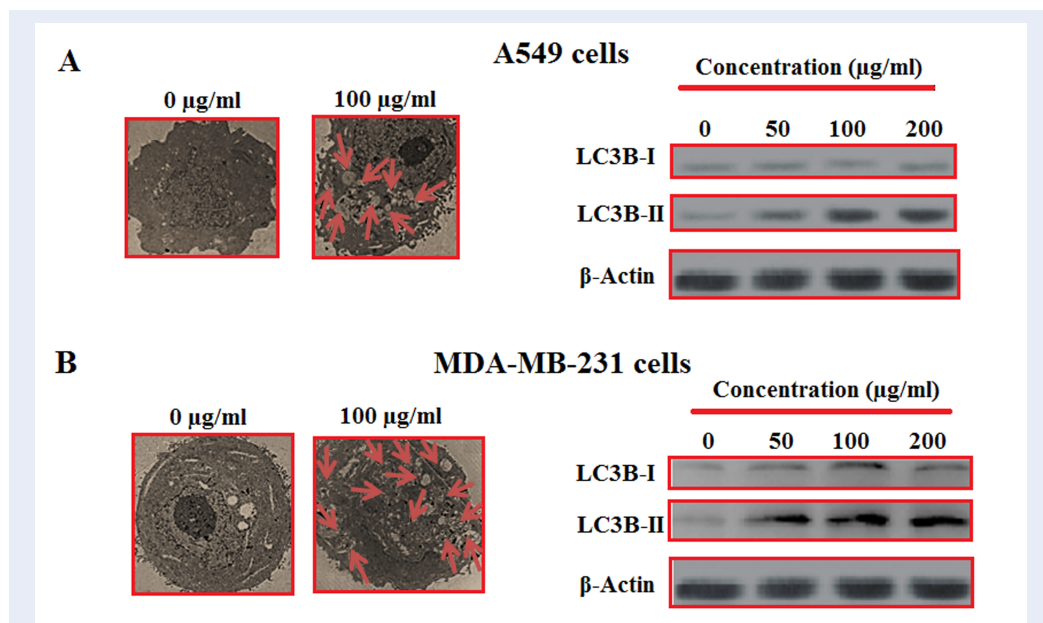 A
A549 cells
Concentration (µg/ml)
0 µg/ml
100 µg/ml
0 50 100 200
LC3B-I
LC3B-II
β-Actin
B
MDA-MB-231 cells
Concentration (µg/ml)
0 µg/ml
100 µg/ml
0 50 100 200
LC3B-I
LC3B-II
β-Actin